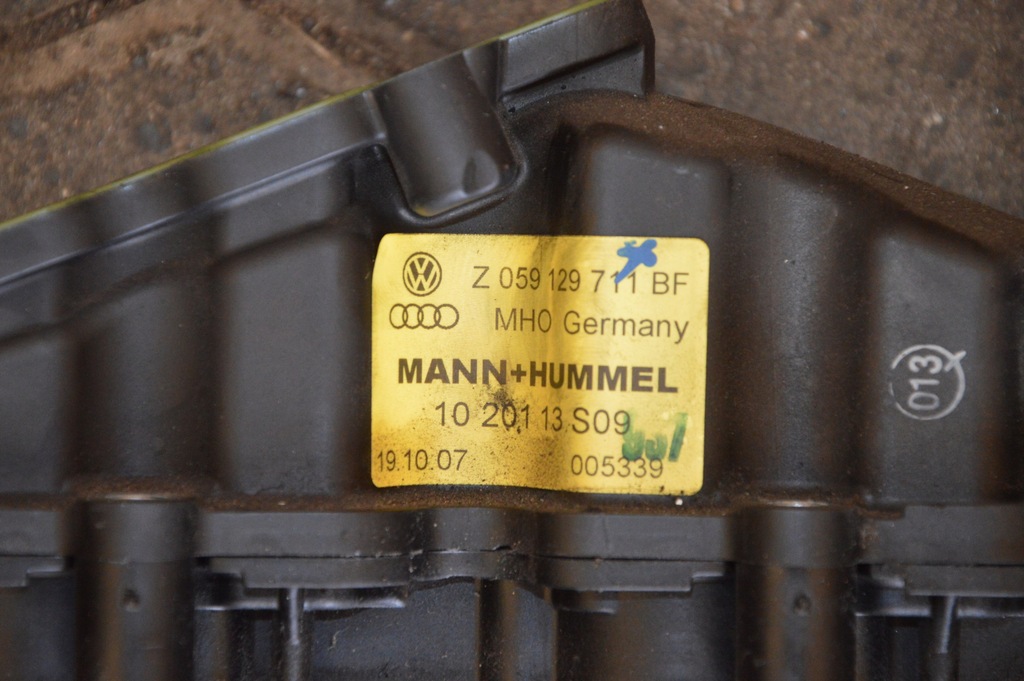 Z 059 129 711 BF
MHO Germany
MANN+HUMMEL
10 201 13 S09
19.10.07 005339
013